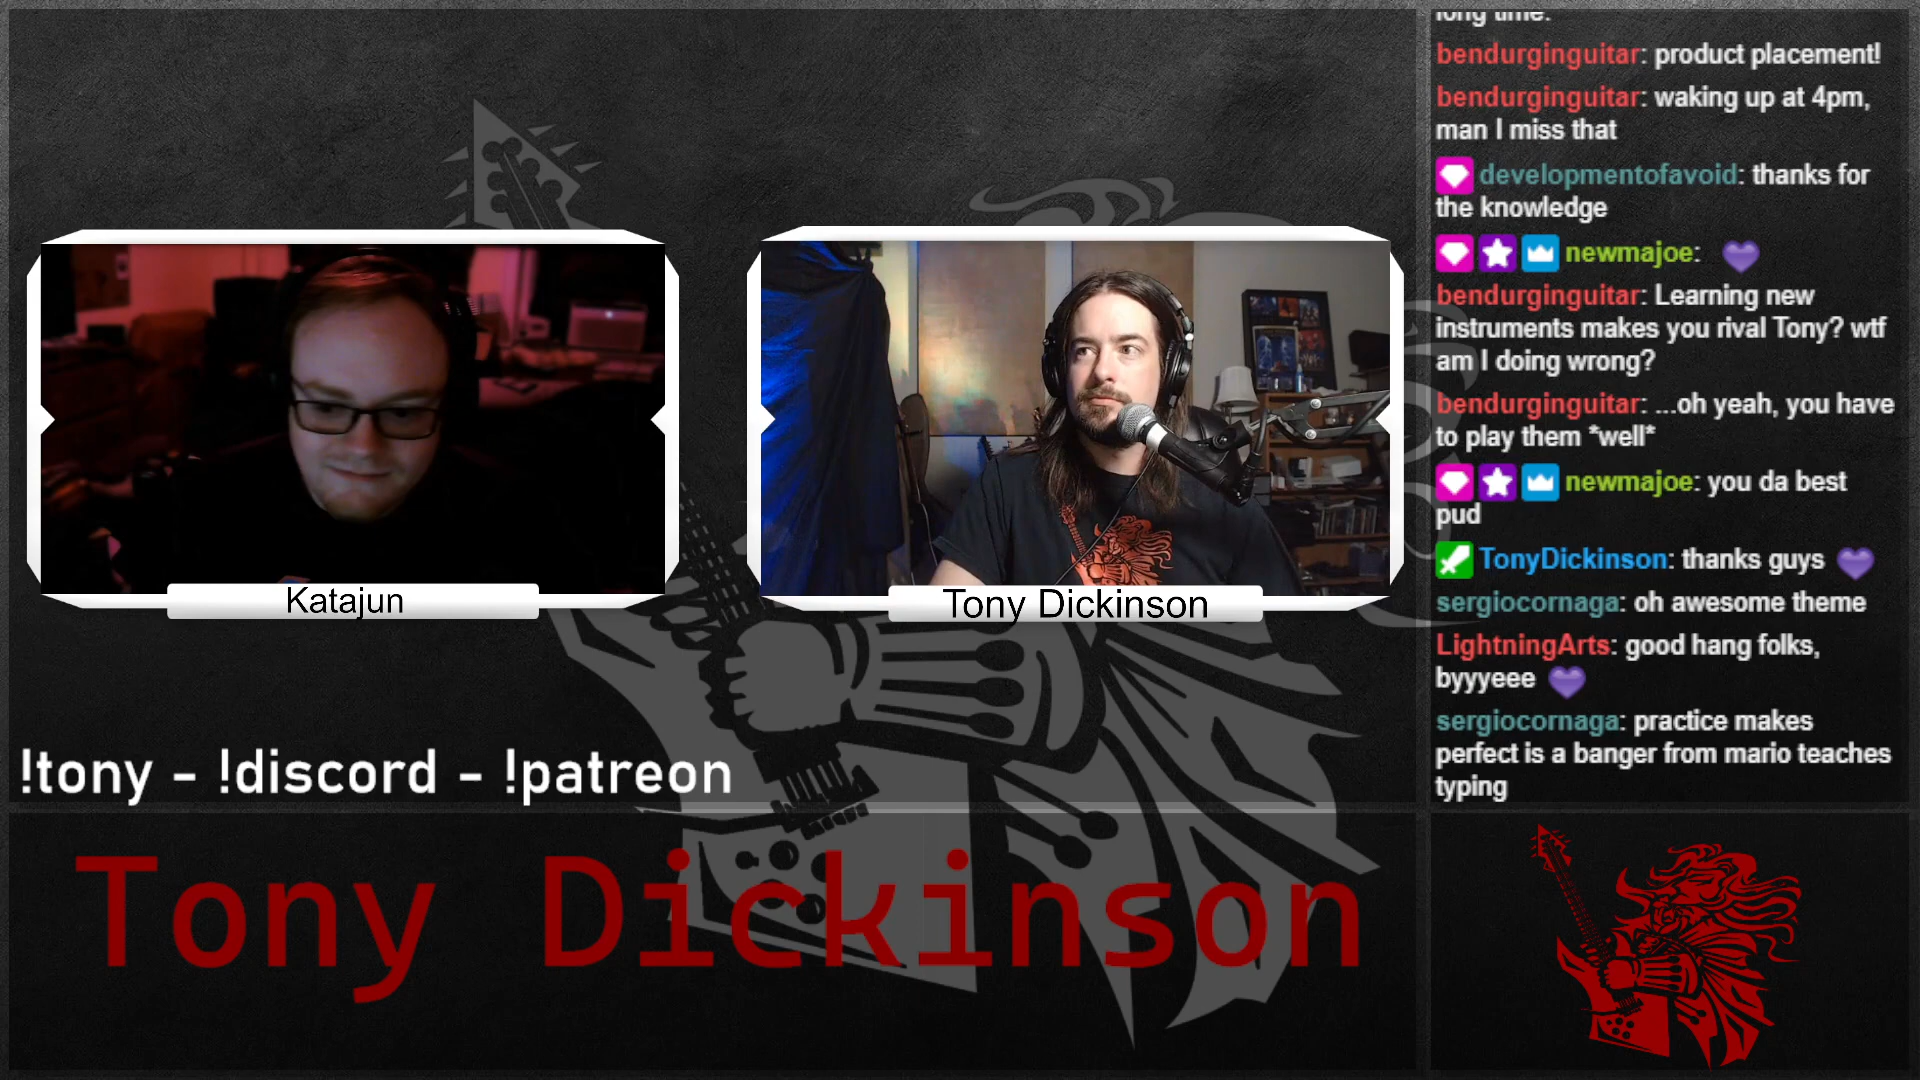 Katajun
Tony Dickinson
!tony - !discord - !patreon
Tony Dickinson
long time.
bendurginguitar: product placement!
bendurginguitar: waking up at 4pm,
man I miss that
developmentofavoid: thanks for
the knowledge
newmajoe: 💜
bendurginguitar: Learning new
instruments makes you rival Tony? wtf
am I doing wrong?
bendurginguitar: ...oh yeah, you have
to play them *well*
newmajoe: you da best
pud
TonyDickinson: thanks guys 💜
sergiocornaga: oh awesome theme
LightningArts: good hang folks,
byyyeee 💜
sergiocornaga: practice makes
perfect is a banger from mario teaches
typing